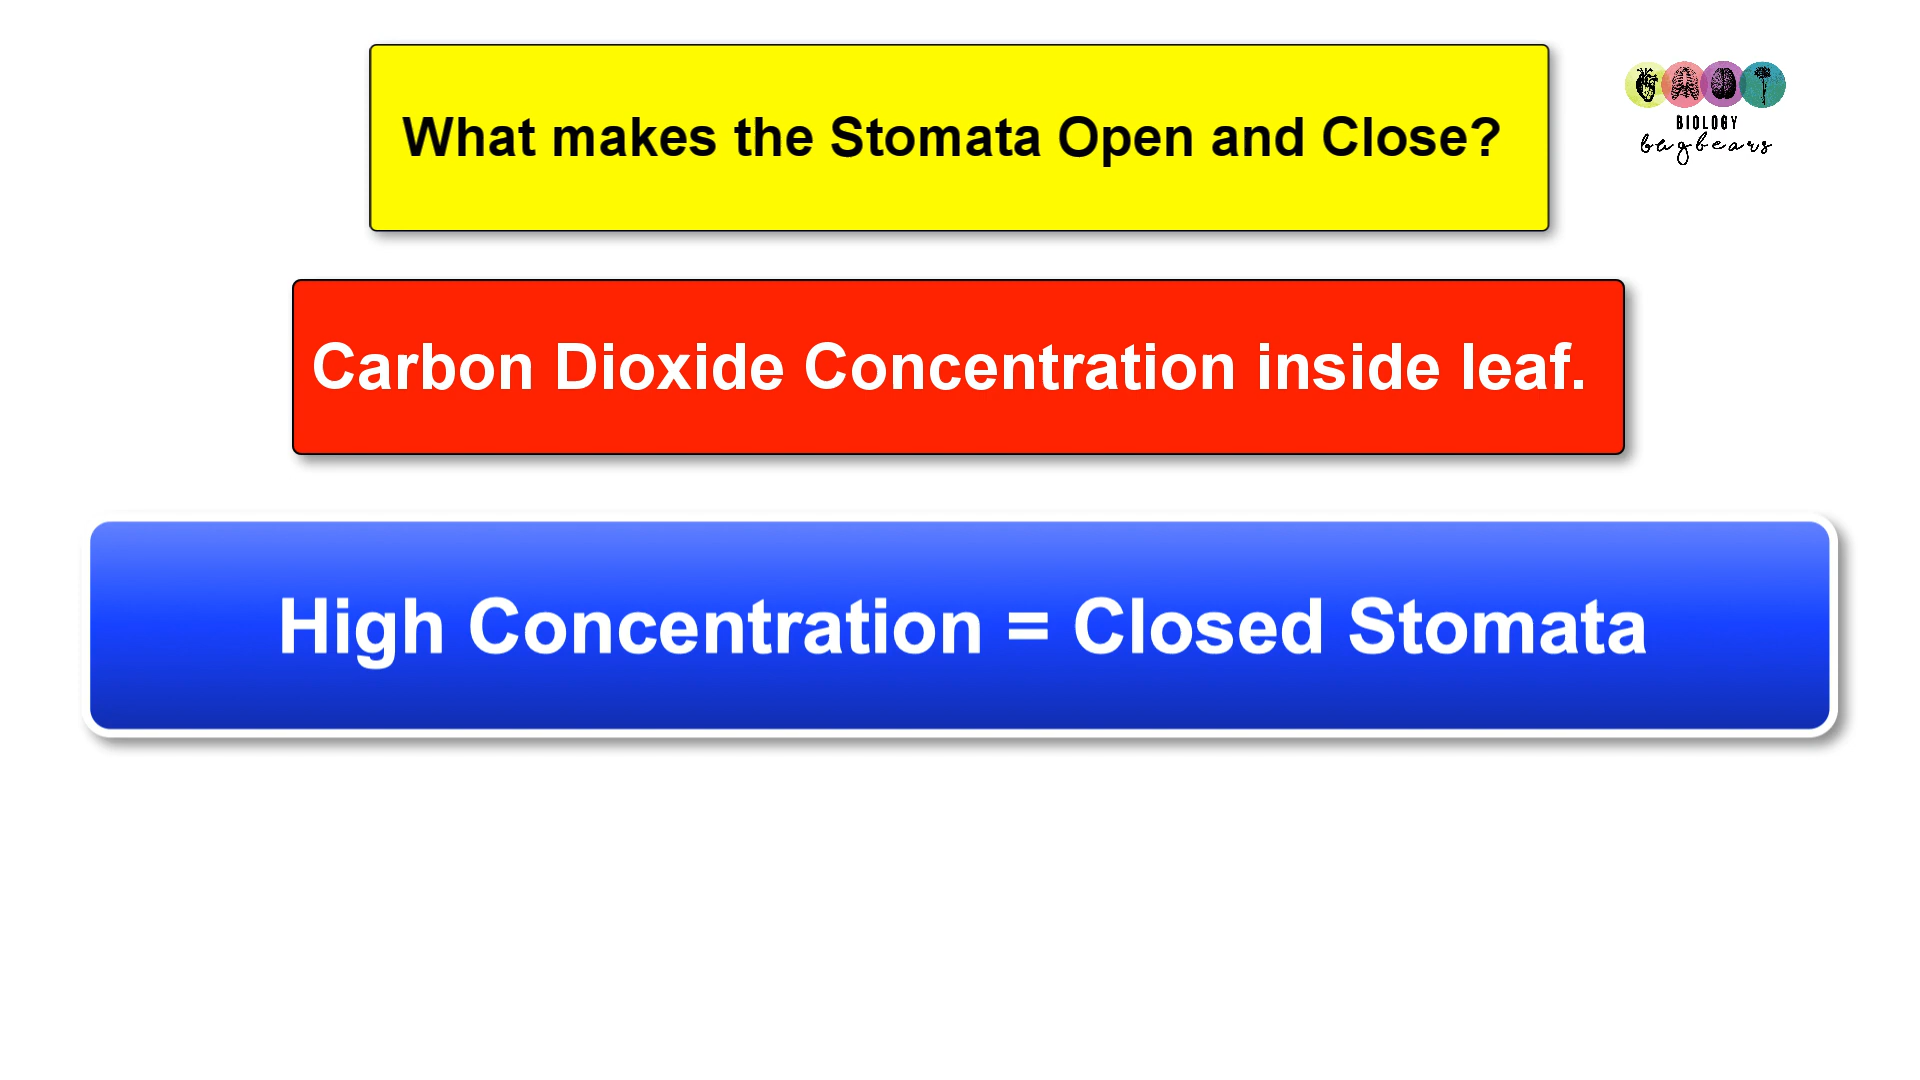 What makes the Stomata Open and Close?
BIOLOGY
bugbears
Carbon Dioxide Concentration inside leaf.
High Concentration = Closed Stomata